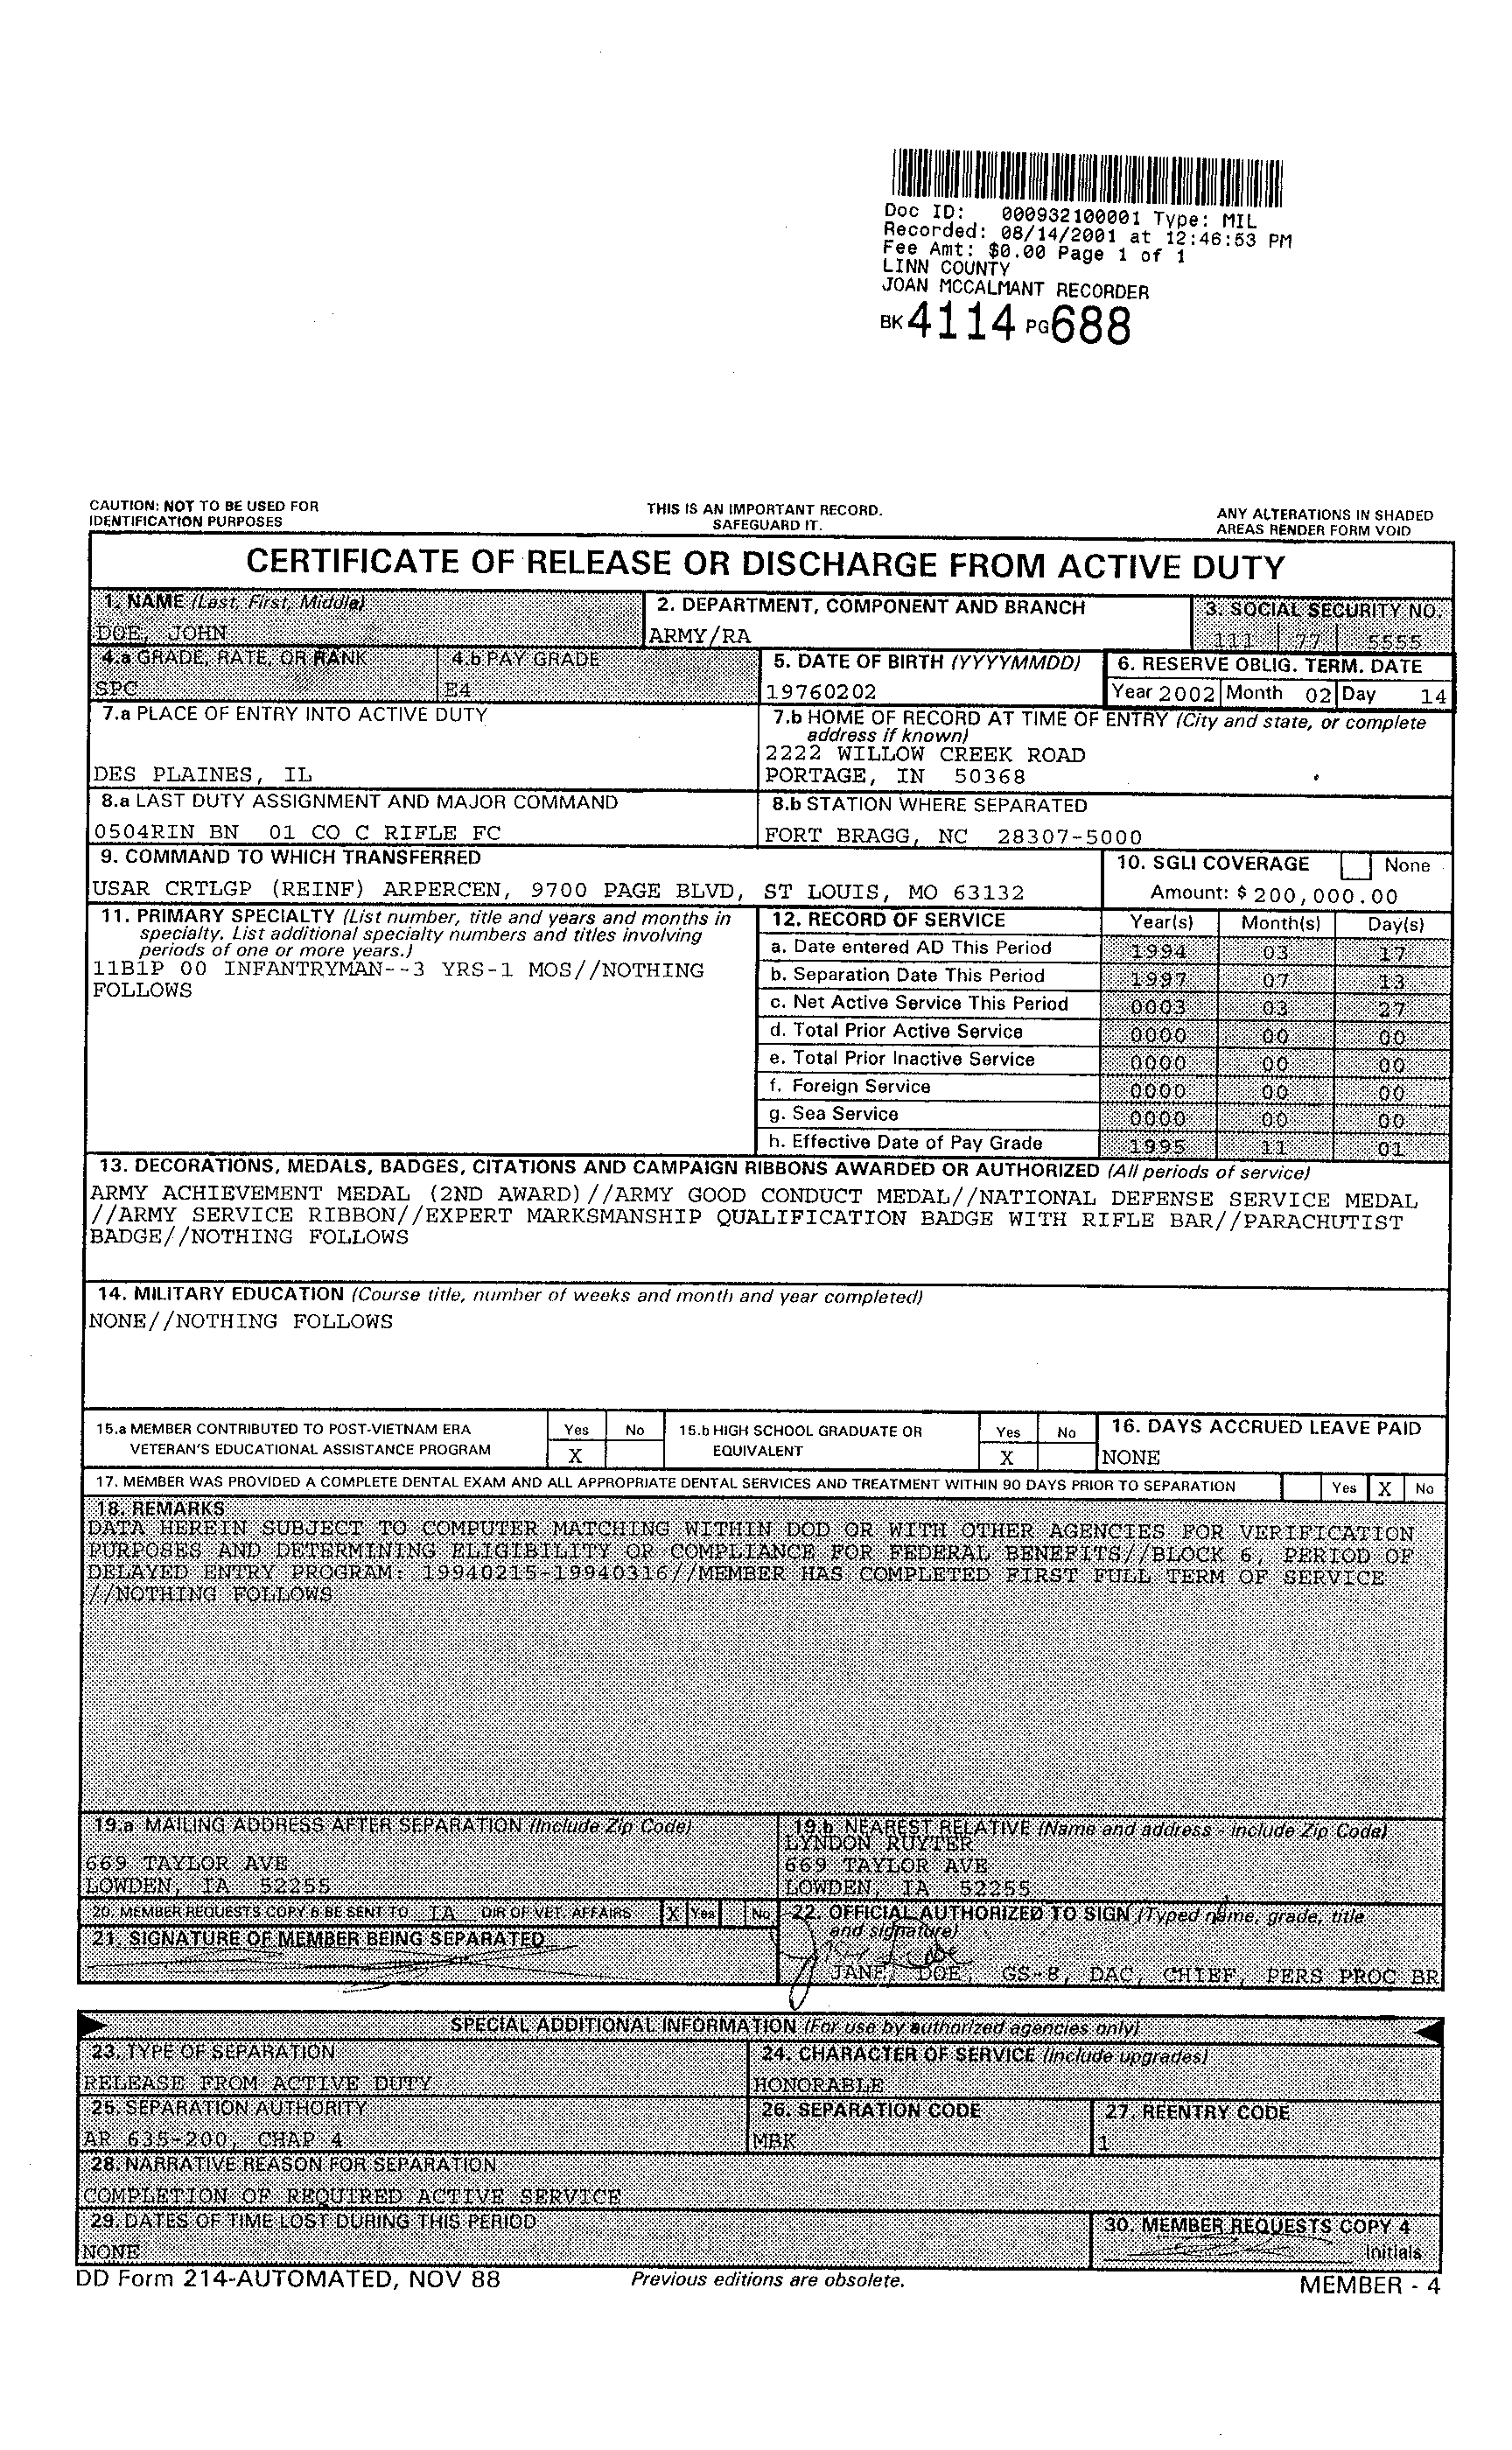 Doc ID: 000932100001 Type: MIL
Recorded: 08/14/2001 at 12:46:53 PM
Fee Amt: $0.00 Page 1 of 1
LINN COUNTY
JOAN MCCALMANT RECORDER
BK 4114 PG 688
CAUTION: NOT TO BE USED FOR IDENTIFICATION PURPOSES
THIS IS AN IMPORTANT RECORD. SAFEGUARD IT.
ANY ALTERATIONS IN SHADED AREAS RENDER FORM VOID
CERTIFICATE OF RELEASE OR DISCHARGE FROM ACTIVE DUTY
1. NAME (Last, First, Middle)
DOE, JOHN
2. DEPARTMENT, COMPONENT AND BRANCH
ARMY/RA
3. SOCIAL SECURITY NO.
111 77 5555
4.a GRADE, RATE, OR RANK
SPC
4.b PAY GRADE
E4
5. DATE OF BIRTH (YYYYMMDD)
19760202
6. RESERVE OBLIG. TERM. DATE
Year 2002 Month 02 Day 14
7.a PLACE OF ENTRY INTO ACTIVE DUTY
DES PLAINES, IL
7.b HOME OF RECORD AT TIME OF ENTRY (City and state, or complete
address if known)
2222 WILLOW CREEK ROAD
PORTAGE, IN 50368
8.a LAST DUTY ASSIGNMENT AND MAJOR COMMAND
0504RIN BN 01 CO C RIFLE FC
8.b STATION WHERE SEPARATED
FORT BRAGG, NC 28307-5000
9. COMMAND TO WHICH TRANSFERRED
USAR CRTLGP (REINF) ARPERCEN, 9700 PAGE BLVD, ST LOUIS, MO 63132
10. SGLI COVERAGE None
Amount: $ 200,000.00
11. PRIMARY SPECIALTY (List number, title and years and months in
specialty. List additional specialty numbers and titles involving
periods of one or more years.)
11B1P 00 INFANTRYMAN--3 YRS-1 MOS//NOTHING
FOLLOWS
12. RECORD OF SERVICE Year(s) Month(s) Day(s)
a. Date entered AD This Period 1994 03 17
b. Separation Date This Period 1997 07 13
c. Net Active Service This Period 0003 03 27
d. Total Prior Active Service 0000 00 00
e. Total Prior Inactive Service 0000 00 00
f. Foreign Service 0000 00 00
g. Sea Service 0000 00 00
h. Effective Date of Pay Grade 1995 11 01
13. DECORATIONS, MEDALS, BADGES, CITATIONS AND CAMPAIGN RIBBONS AWARDED OR AUTHORIZED (All periods of service)
ARMY ACHIEVEMENT MEDAL (2ND AWARD)//ARMY GOOD CONDUCT MEDAL//NATIONAL DEFENSE SERVICE MEDAL
//ARMY SERVICE RIBBON//EXPERT MARKSMANSHIP QUALIFICATION BADGE WITH RIFLE BAR//PARACHUTIST
BADGE//NOTHING FOLLOWS
14. MILITARY EDUCATION (Course title, number of weeks and month and year completed)
NONE//NOTHING FOLLOWS
15.a MEMBER CONTRIBUTED TO POST-VIETNAM ERA
VETERAN'S EDUCATIONAL ASSISTANCE PROGRAM
Yes No
X
15.b HIGH SCHOOL GRADUATE OR
EQUIVALENT
Yes No
X
16. DAYS ACCRUED LEAVE PAID
NONE
17. MEMBER WAS PROVIDED A COMPLETE DENTAL EXAM AND ALL APPROPRIATE DENTAL SERVICES AND TREATMENT WITHIN 90 DAYS PRIOR TO SEPARATION Yes X No
18. REMARKS
DATA HEREIN SUBJECT TO COMPUTER MATCHING WITHIN DOD OR WITH OTHER AGENCIES FOR VERIFICATION
PURPOSES AND DETERMINING ELIGIBILITY OR COMPLIANCE FOR FEDERAL BENEFITS//BLOCK 6, PERIOD OF
DELAYED ENTRY PROGRAM: 19940215-19940316//MEMBER HAS COMPLETED FIRST FULL TERM OF SERVICE
//NOTHING FOLLOWS
19.a MAILING ADDRESS AFTER SEPARATION (Include Zip Code)
669 TAYLOR AVE
LOWDEN, IA 52255
19.b NEAREST RELATIVE (Name and address - include Zip Code)
LYNDON RUYTER
669 TAYLOR AVE
LOWDEN, IA 52255
20. MEMBER REQUESTS COPY 6 BE SENT TO IA DIR OF VET. AFFAIRS X Yes No
21. SIGNATURE OF MEMBER BEING SEPARATED
22. OFFICIAL AUTHORIZED TO SIGN (Typed name, grade, title
and signature)
JANE DOE, GS-8, DAC, CHIEF, PERS PROC BR
SPECIAL ADDITIONAL INFORMATION (For use by authorized agencies only)
23. TYPE OF SEPARATION
RELEASE FROM ACTIVE DUTY
24. CHARACTER OF SERVICE (Include upgrades)
HONORABLE
25. SEPARATION AUTHORITY
AR 635-200, CHAP 4
26. SEPARATION CODE
MBK
27. REENTRY CODE
1
28. NARRATIVE REASON FOR SEPARATION
COMPLETION OF REQUIRED ACTIVE SERVICE
29. DATES OF TIME LOST DURING THIS PERIOD
NONE
30. MEMBER REQUESTS COPY 4
Initials
DD Form 214-AUTOMATED, NOV 88
Previous editions are obsolete.
MEMBER - 4